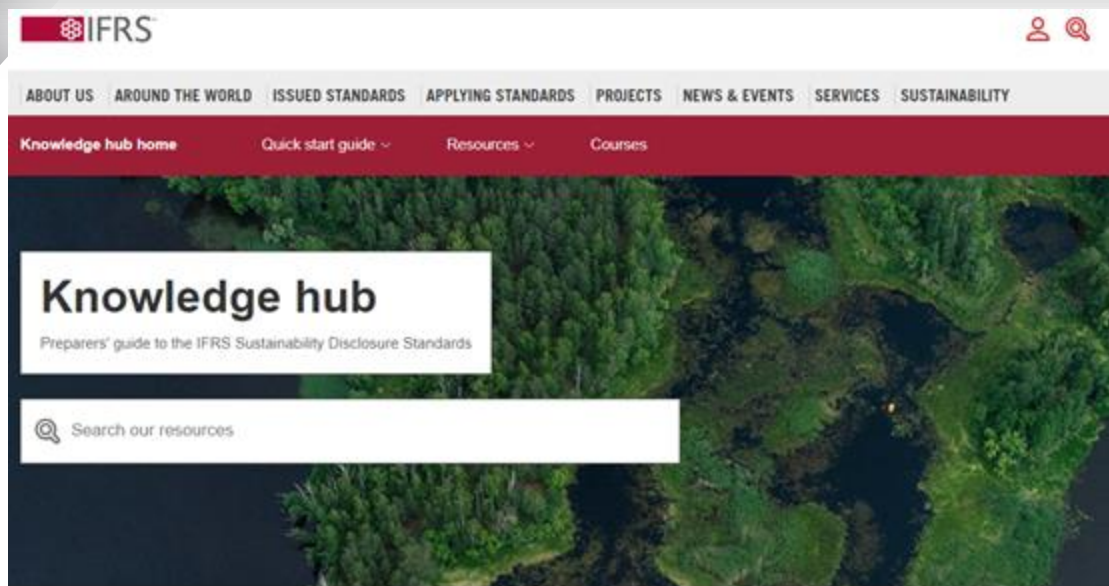 IFRS
ABOUT US AROUND THE WORLD ISSUED STANDARDS APPLYING STANDARDS PROJECTS NEWS & EVENTS SERVICES SUSTAINABILITY
Knowledge hub home Quick start guide Resources Courses
Knowledge hub
Preparers' guide to the IFRS Sustainability Disclosure Standards
Search our resources